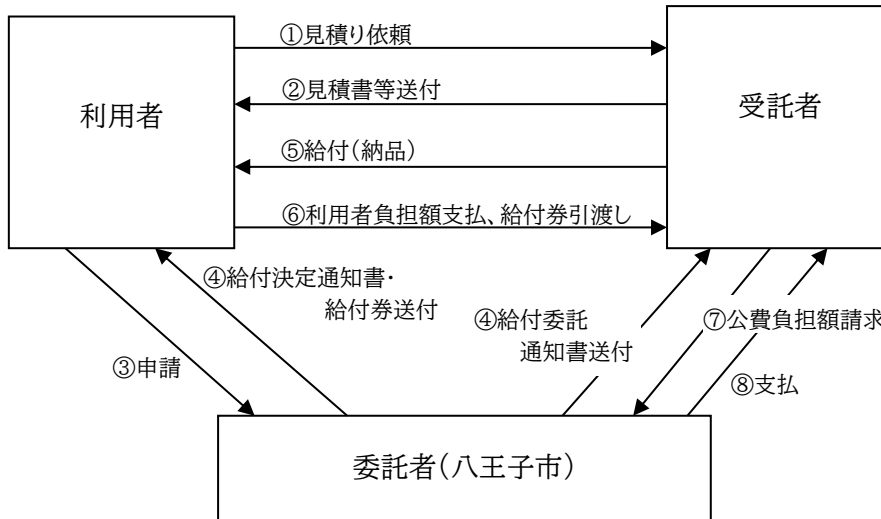 ①見積り依頼
②見積書等送付
利用者
受託者
⑤給付(納品)
⑥利用者負担額支払、給付券引渡し
④給付決定通知書・
給付券送付
④給付委託
通知書送付
⑦公費負担額請求
③申請
⑧支払
委託者(八王子市)